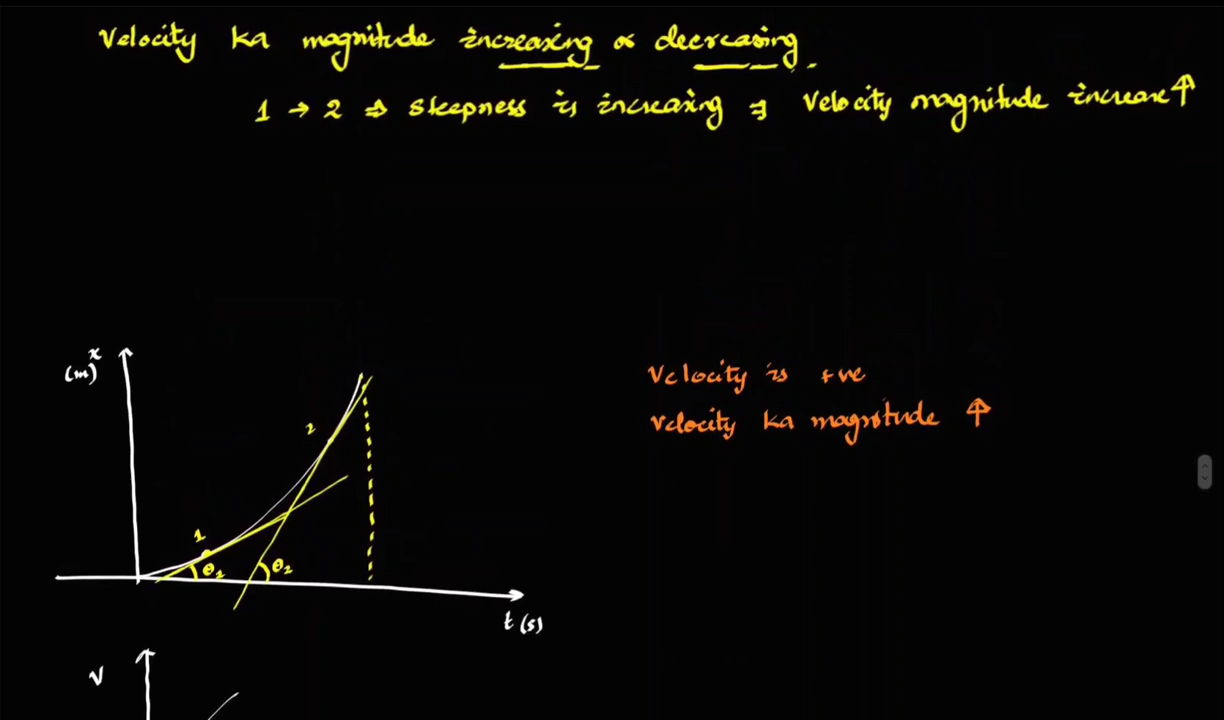 Velocity ka magnitude increasing or decreasing
1 → 2 ⇒ steepness is increasing ⇒ Velocity magnitude increase ↑
x
(m)
Velocity is +ve
Velocity ka magnitude ↑
2
1
θ1
θ2
t (s)
V